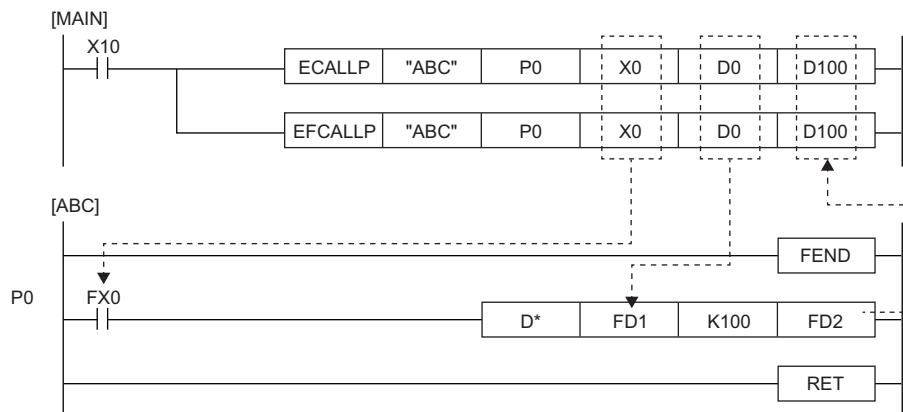 [MAIN]
X10
ECALLP "ABC" P0 X0 D0 D100
EFCALLP "ABC" P0 X0 D0 D100
[ABC]
FEND
P0 FX0
D* FD1 K100 FD2
RET